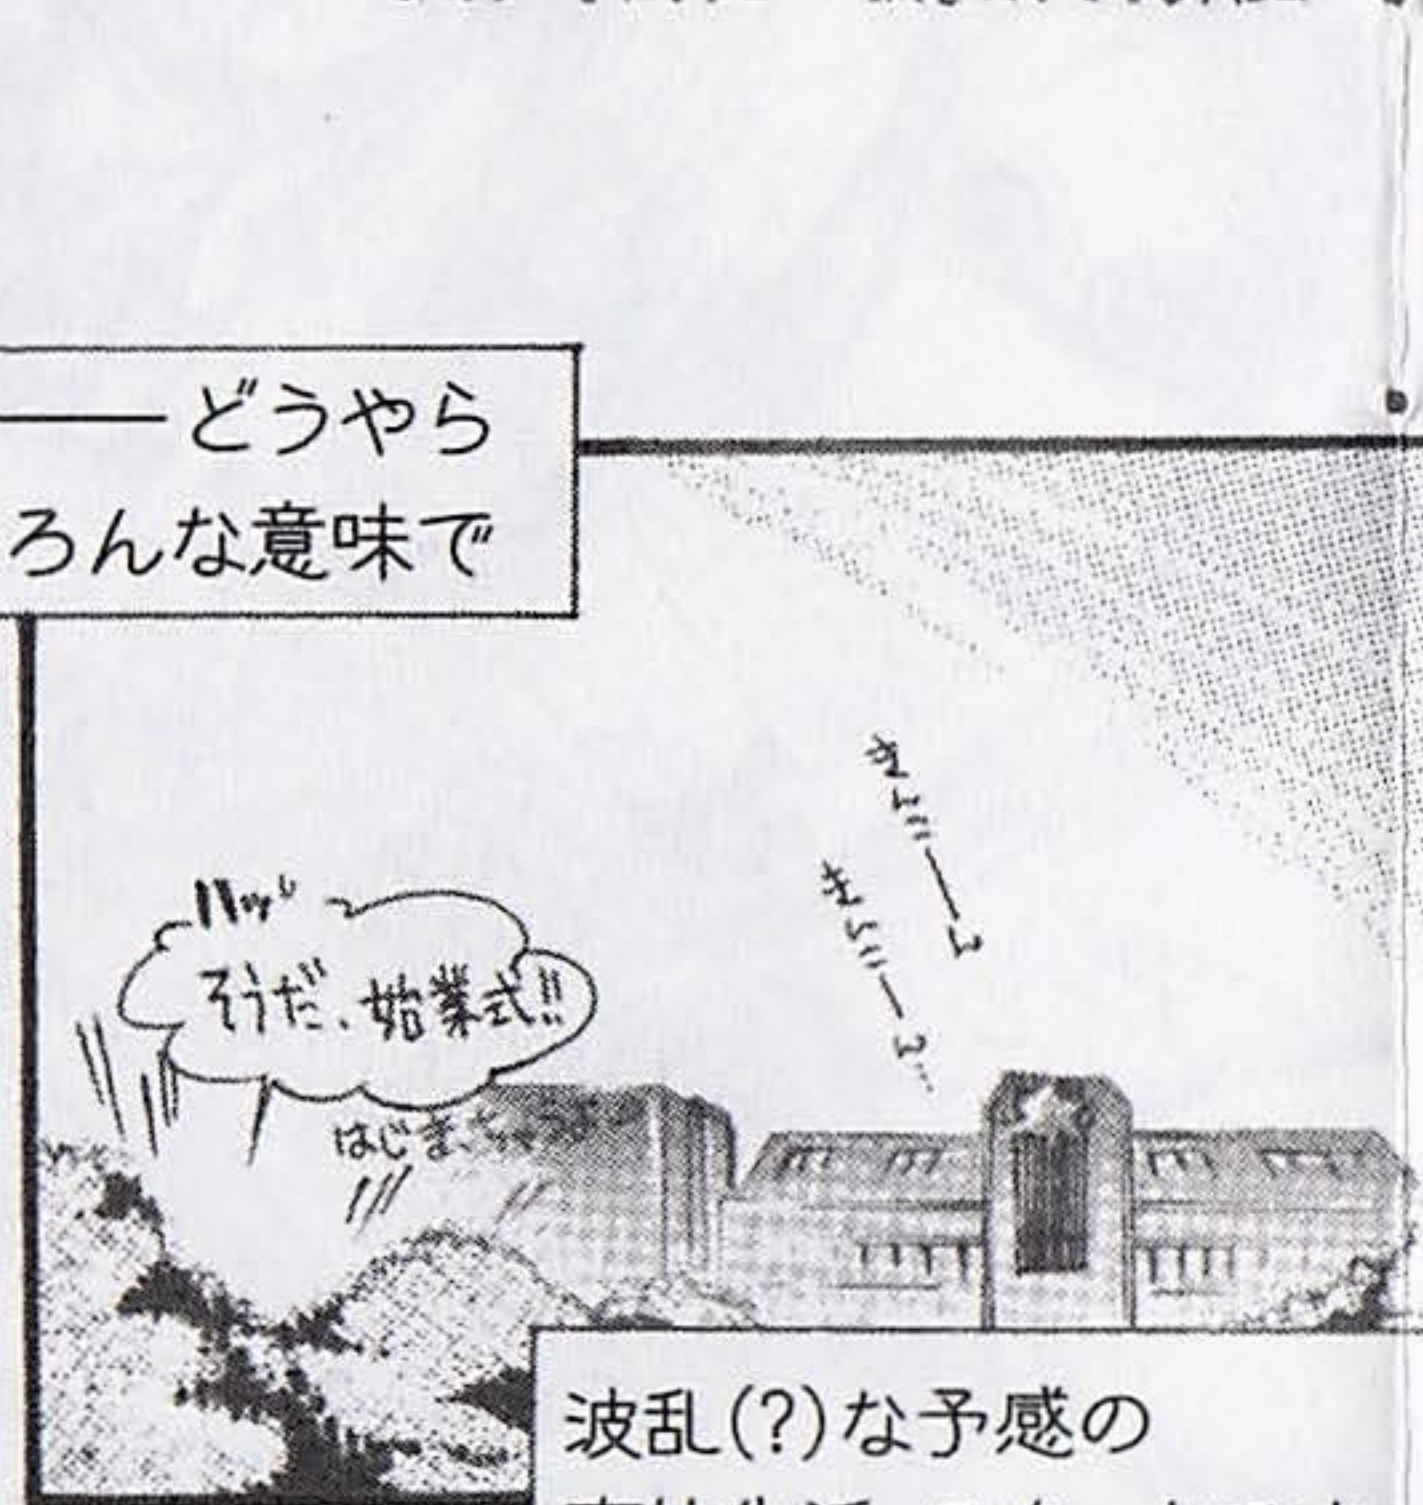 ――どうやら
ろんな意味で
きんこーん
きんこーん…
ハッ
そうだ、始業式!!
はじまっちゃうよー
波乱(?)な予感の